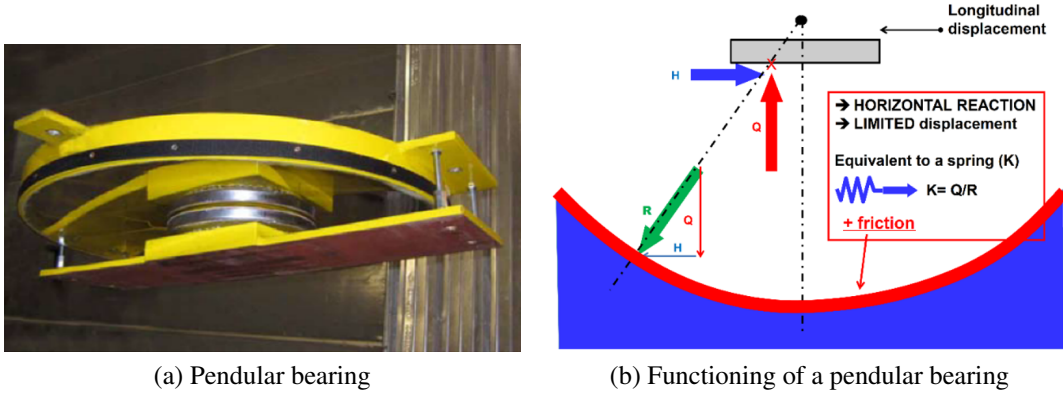 Longitudinal
displacement
H
Q
→ HORIZONTAL REACTION
→ LIMITED displacement
Equivalent to a spring (K)
K= Q/R
+ friction
R
Q
H
(a) Pendular bearing
(b) Functioning of a pendular bearing